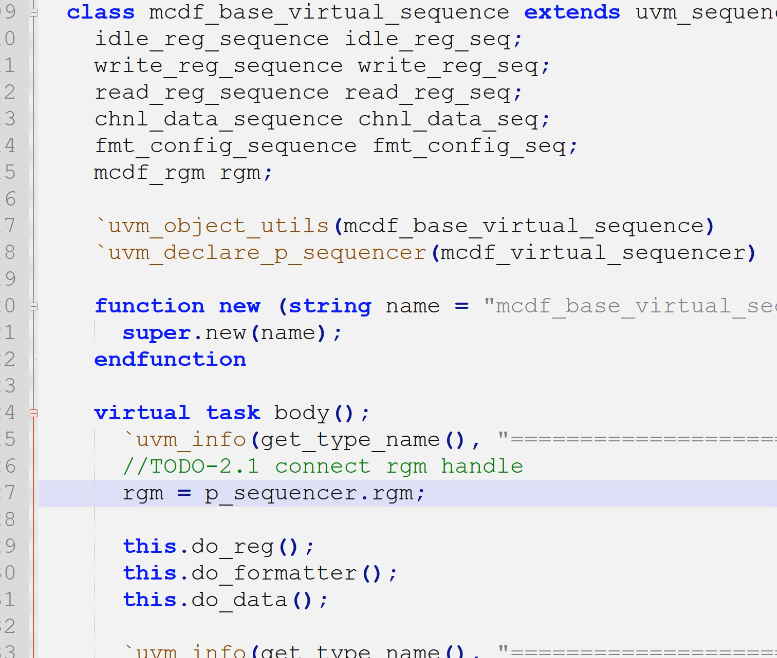 9 class mcdf_base_virtual_sequence extends uvm_sequen
0 idle_reg_sequence idle_reg_seq;
1 write_reg_sequence write_reg_seq;
2 read_reg_sequence read_reg_seq;
3 chnl_data_sequence chnl_data_seq;
4 fmt_config_sequence fmt_config_seq;
5 mcdf_rgm rgm;
6
7 `uvm_object_utils(mcdf_base_virtual_sequence)
8 `uvm_declare_p_sequencer(mcdf_virtual_sequencer)
9
0 function new (string name = "mcdf_base_virtual_se
1 super.new(name);
2 endfunction
3
4 virtual task body();
5 `uvm_info(get_type_name(), "=====================
6 //TODO-2.1 connect rgm handle
7 rgm = p_sequencer.rgm;
8
9 this.do_reg();
0 this.do_formatter();
1 this.do_data();
2
3 `uvm_info(get_type_name(), "=====================